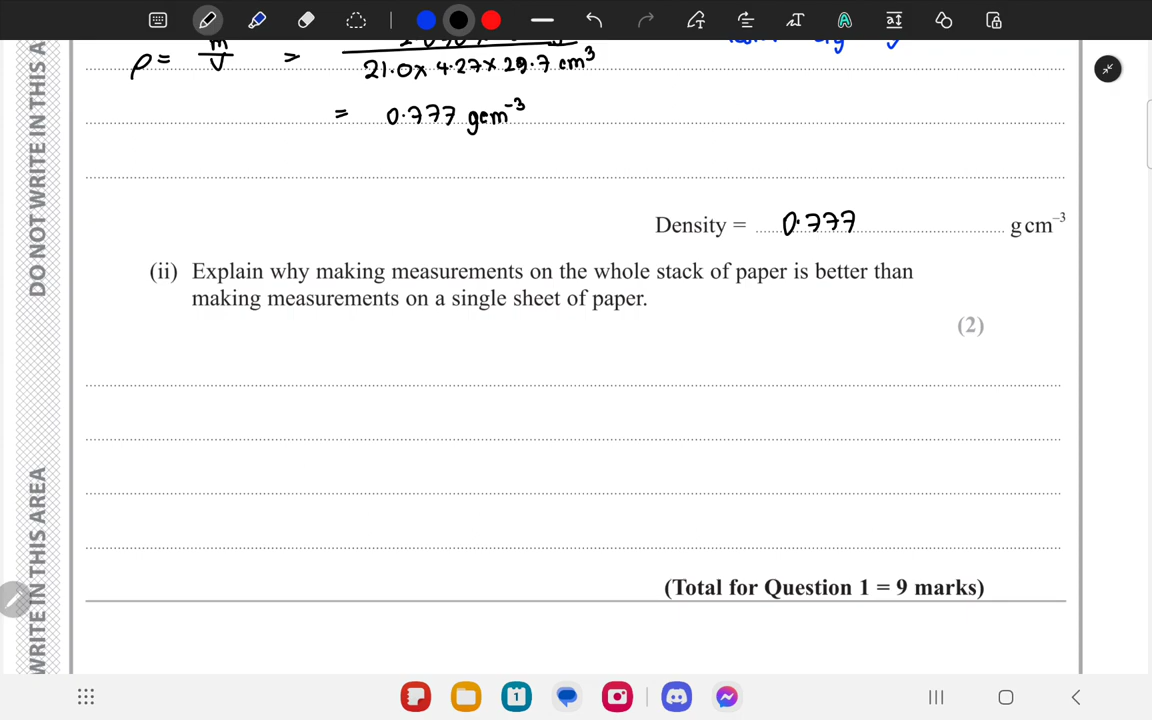 DO NOT WRITE IN THIS A
ρ = m/v = 21.0 x 4.27 x 29.7 cm³
= 0.777 gcm⁻³
Density = 0.777 g cm⁻³
(ii) Explain why making measurements on the whole stack of paper is better than
making measurements on a single sheet of paper.
(2)
WRITE IN THIS AREA
(Total for Question 1 = 9 marks)